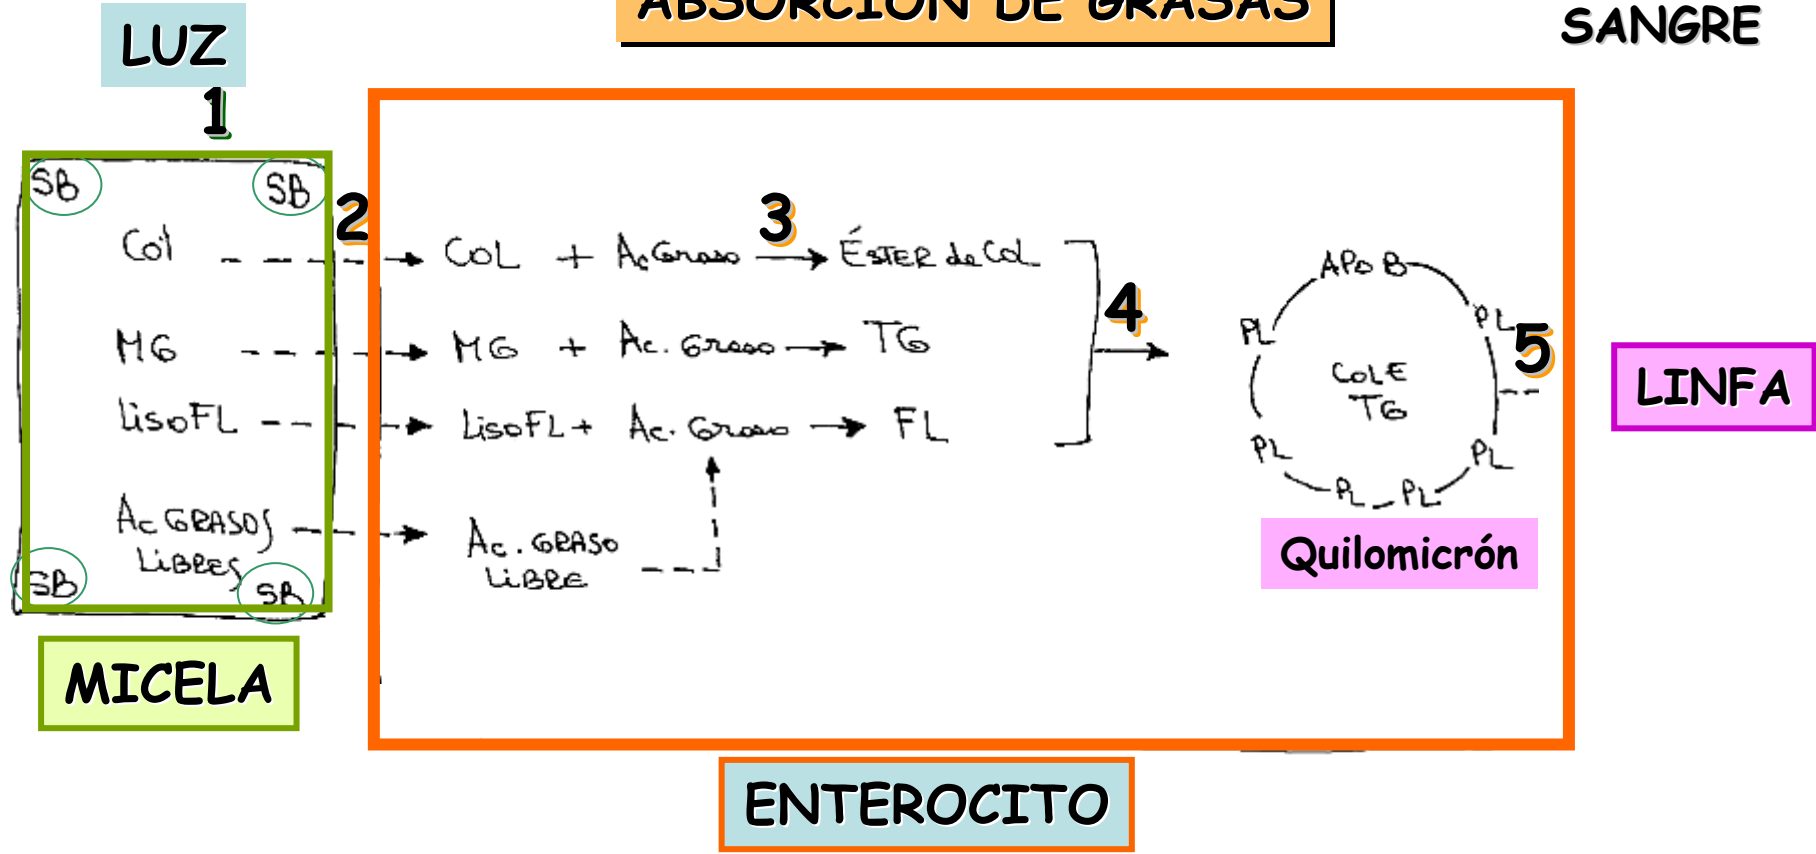 ABSORCIÓN DE GRASAS
LUZ
SANGRE
1
SB
SB
2
3
Col
COL + Ac Graso → ÉSTER de COL
4
APO B
PL
PL
5
MG
MG + Ac. Graso → TG
COLE
TG
LINFA
LisoFL
LisoFL + Ac. Graso → FL
PL
PL
PL
PL
Ac GRASOS
LIBRES
Ac. GRASO
LIBRE
Quilomicrón
SB
SB
MICELA
ENTEROCITO